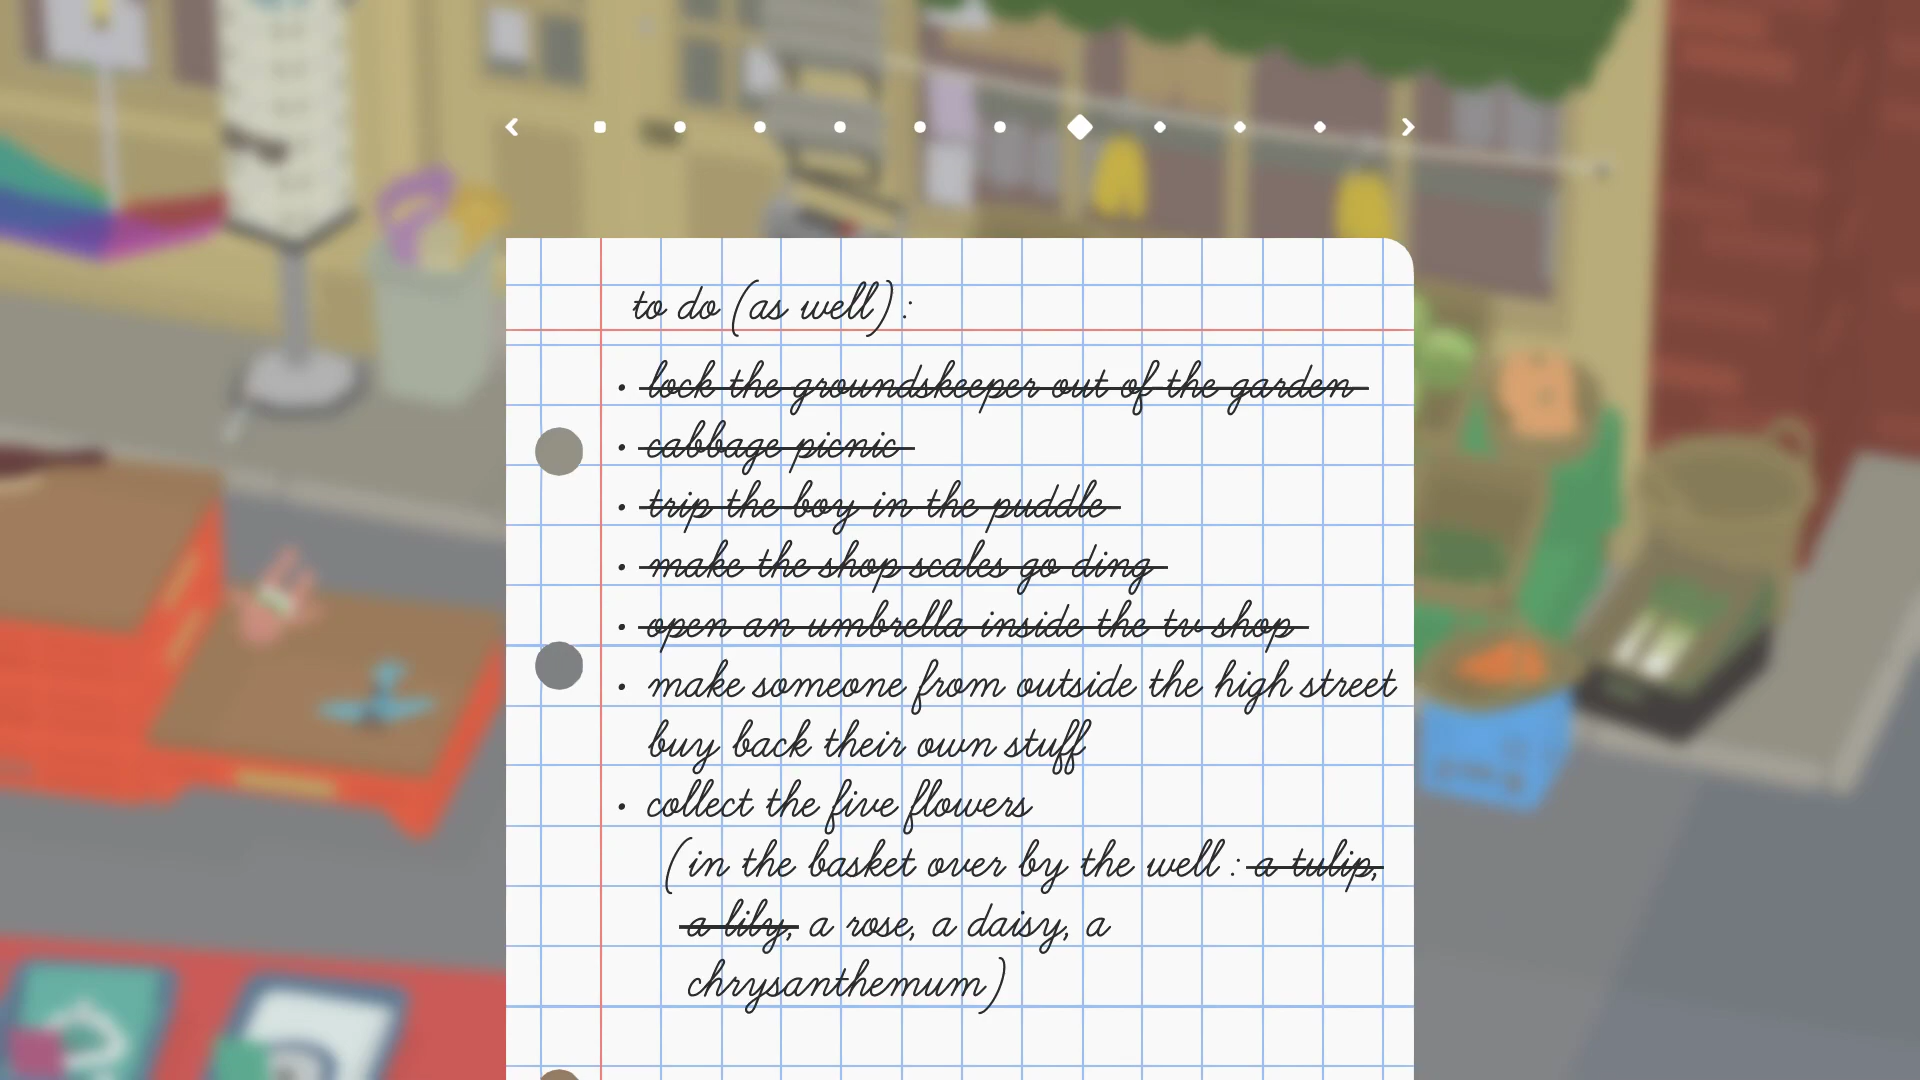 to do (as well) :
• lock the groundskeeper out of the garden
• cabbage picnic
• trip the boy in the puddle
• make the shop scales go ding
• open an umbrella inside the tv shop
• make someone from outside the high street
buy back their own stuff
• collect the five flowers
(in the basket over by the well : a tulip,
a lily, a rose, a daisy, a
chrysanthemum)